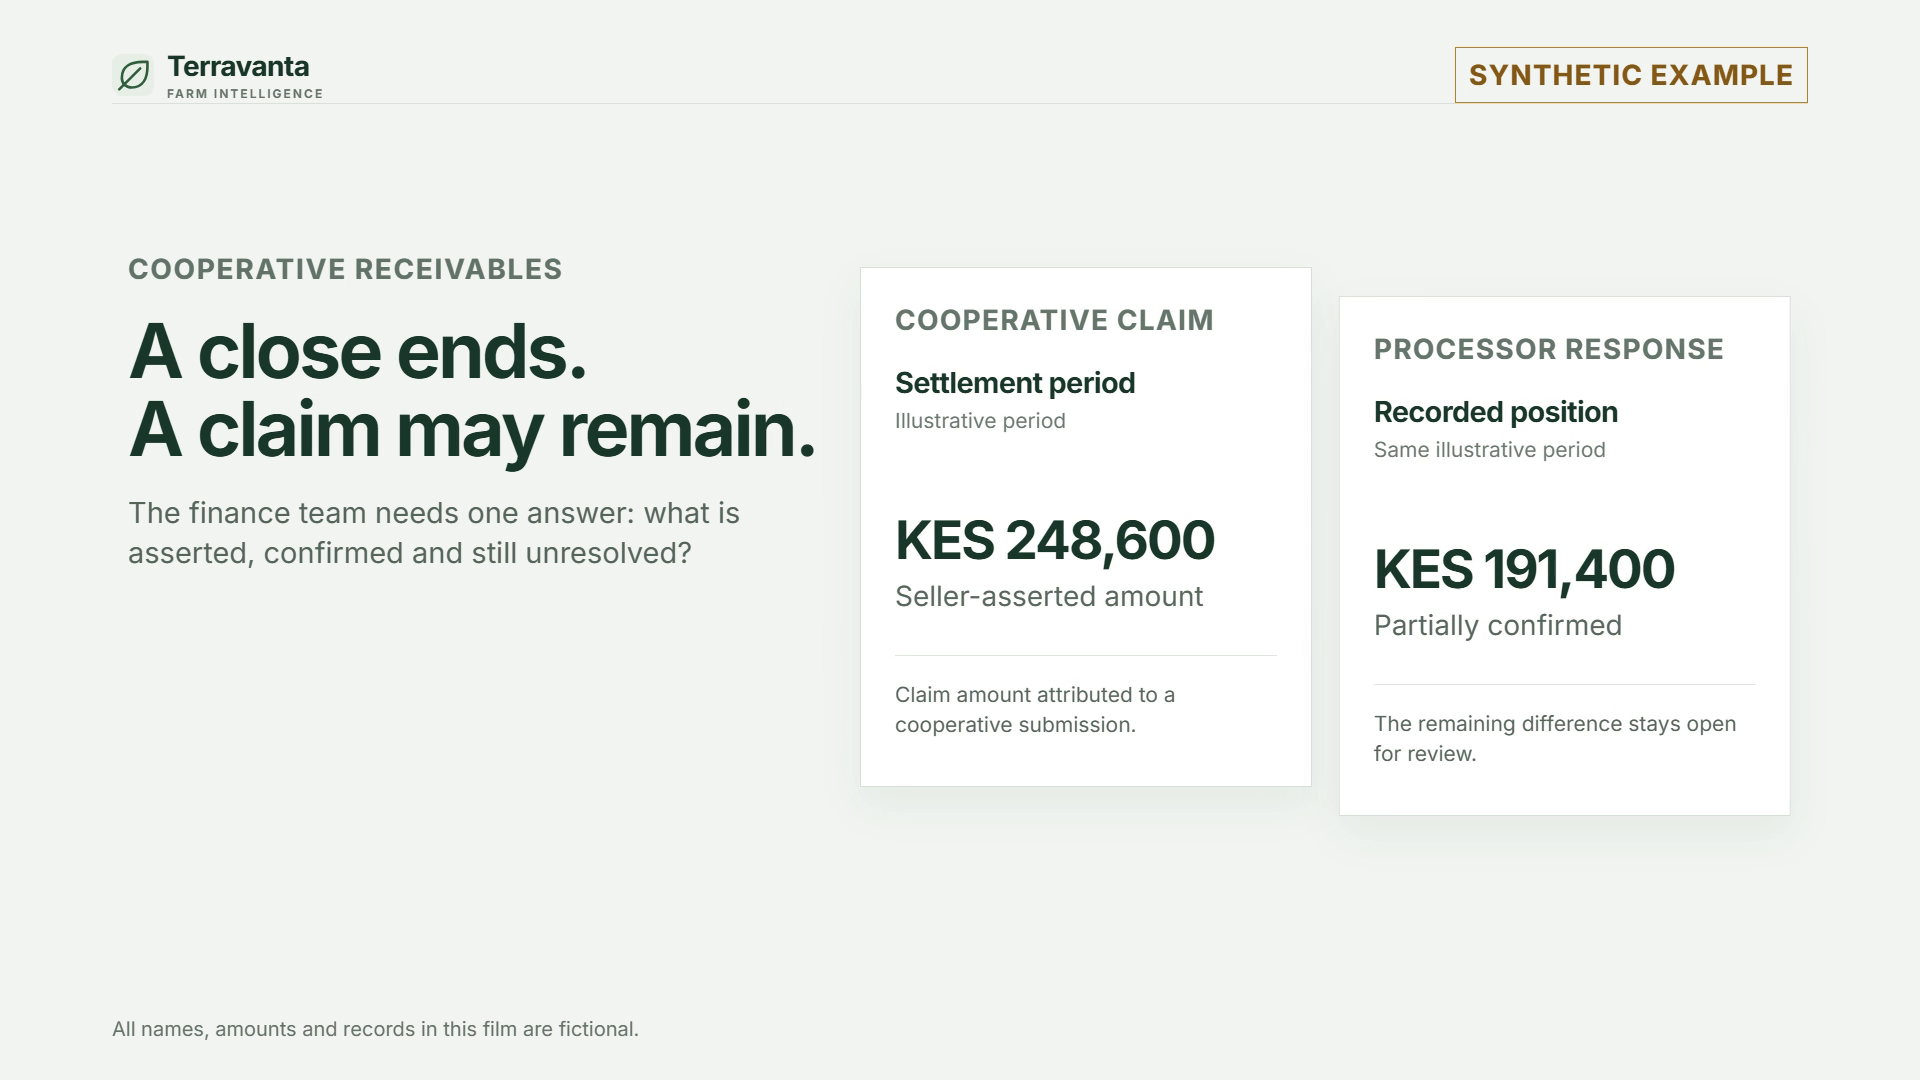 Terravanta
FARM INTELLIGENCE
SYNTHETIC EXAMPLE
COOPERATIVE RECEIVABLES
A close ends.
A claim may remain.
The finance team needs one answer: what is
asserted, confirmed and still unresolved?
COOPERATIVE CLAIM
Settlement period
Illustrative period
KES 248,600
Seller-asserted amount
Claim amount attributed to a
cooperative submission.
PROCESSOR RESPONSE
Recorded position
Same illustrative period
KES 191,400
Partially confirmed
The remaining difference stays open
for review.
All names, amounts and records in this film are fictional.